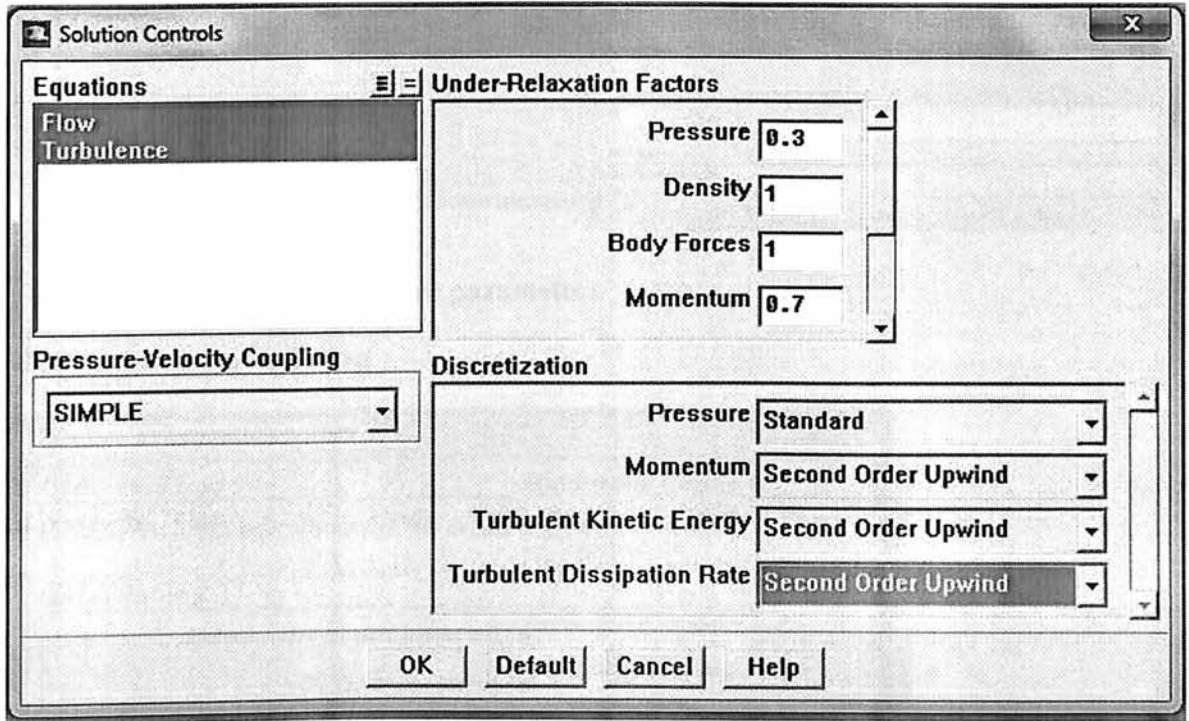 Solution Controls
X
Equations
Flow
Turbulence
Under-Relaxation Factors
Pressure 0.3
Density 1
Body Forces 1
Momentum 0.7
Pressure-Velocity Coupling
SIMPLE
Discretization
Pressure Standard
Momentum Second Order Upwind
Turbulent Kinetic Energy Second Order Upwind
Turbulent Dissipation Rate Second Order Upwind
OK Default Cancel Help